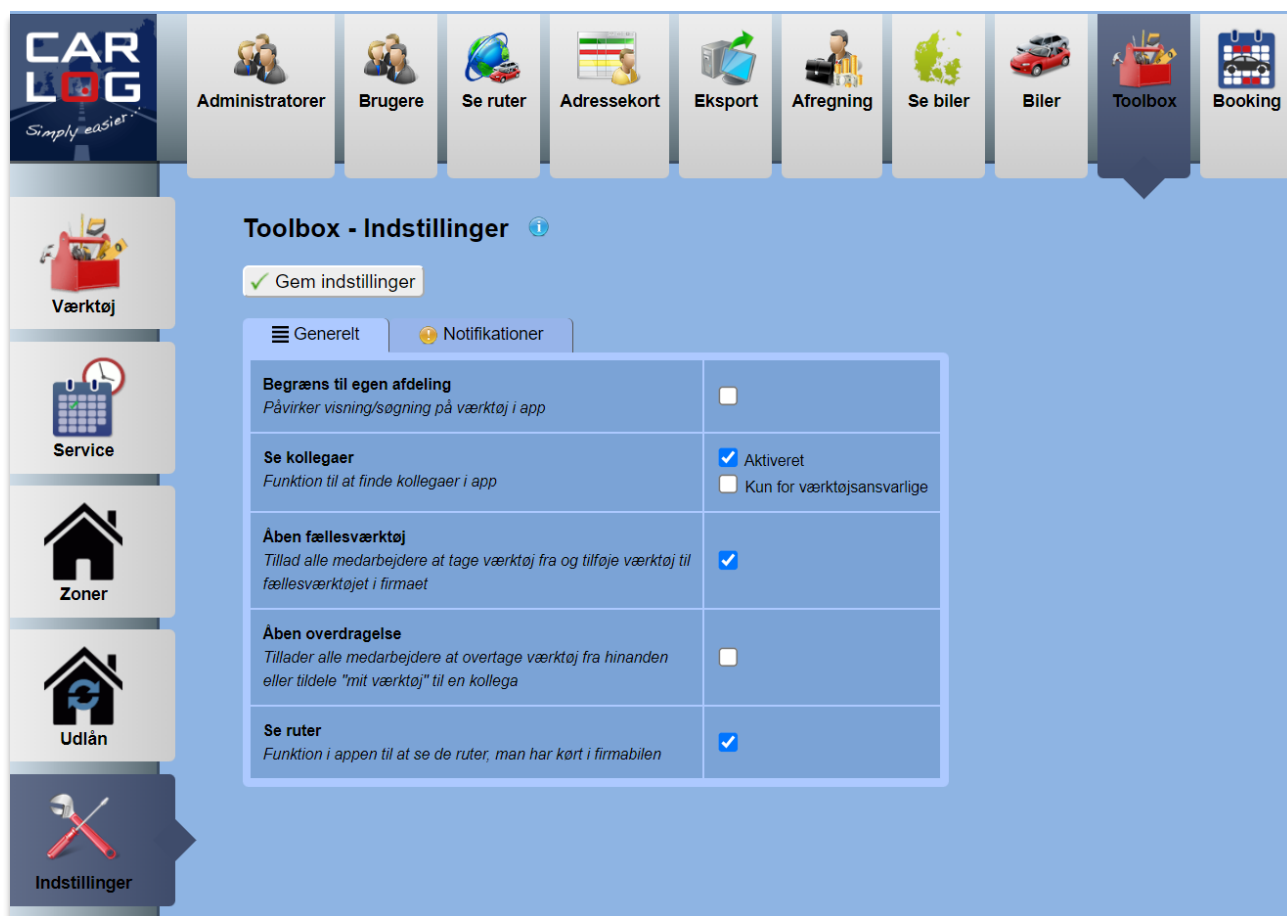 CAR
LOG
Simply easier...
Administratorer
Brugere
Se ruter
Adressekort
Eksport
Afregning
Se biler
Biler
Toolbox
Booking
Værktøj
Service
Zoner
Udlån
Indstillinger
Toolbox - Indstillinger
Gem indstillinger
Generelt
Notifikationer
Begræns til egen afdeling
Påvirker visning/søgning på værktøj i app
Se kollegaer
Funktion til at finde kollegaer i app
Aktiveret
Kun for værktøjsansvarlige
Åben fællesværktøj
Tillad alle medarbejdere at tage værktøj fra og tilføje værktøj til
fællesværktøjet i firmaet
Åben overdragelse
Tillader alle medarbejdere at overtage værktøj fra hinanden
eller tildele "mit værktøj" til en kollega
Se ruter
Funktion i appen til at se de ruter, man har kørt i firmabilen